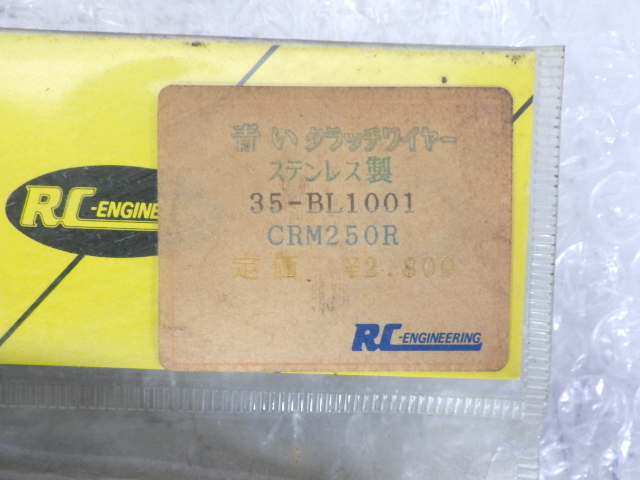 RC-ENGINEE
青いクラッチワイヤー
ステンレス製
35-BL1001
CRM250R
定価 ¥2,800
RC-ENGINEERING